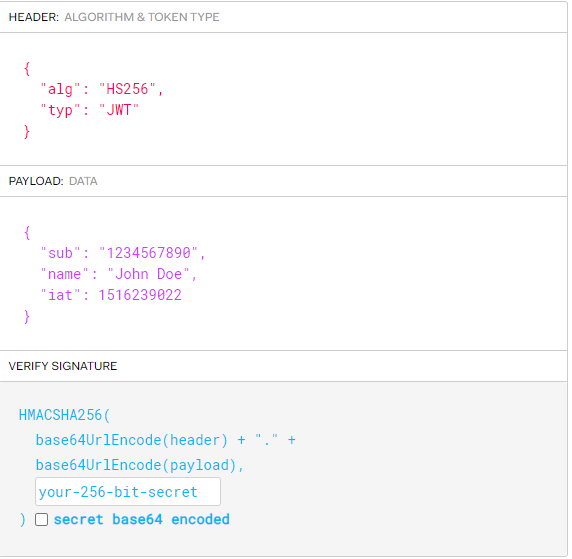 HEADER: ALGORITHM & TOKEN TYPE
{
"alg": "HS256",
"typ": "JWT"
}
PAYLOAD: DATA
{
"sub": "1234567890",
"name": "John Doe",
"iat": 1516239022
}
VERIFY SIGNATURE
HMACSHA256(
base64UrlEncode(header) + "." +
base64UrlEncode(payload),
your-256-bit-secret
) secret base64 encoded